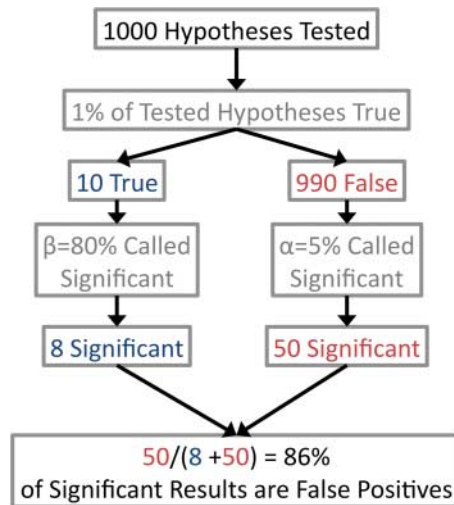 1000 Hypotheses Tested
1% of Tested Hypotheses True
10 True
990 False
β=80% Called
Significant
α=5% Called
Significant
8 Significant
50 Significant
50/(8 +50) = 86%
of Significant Results are False Positives